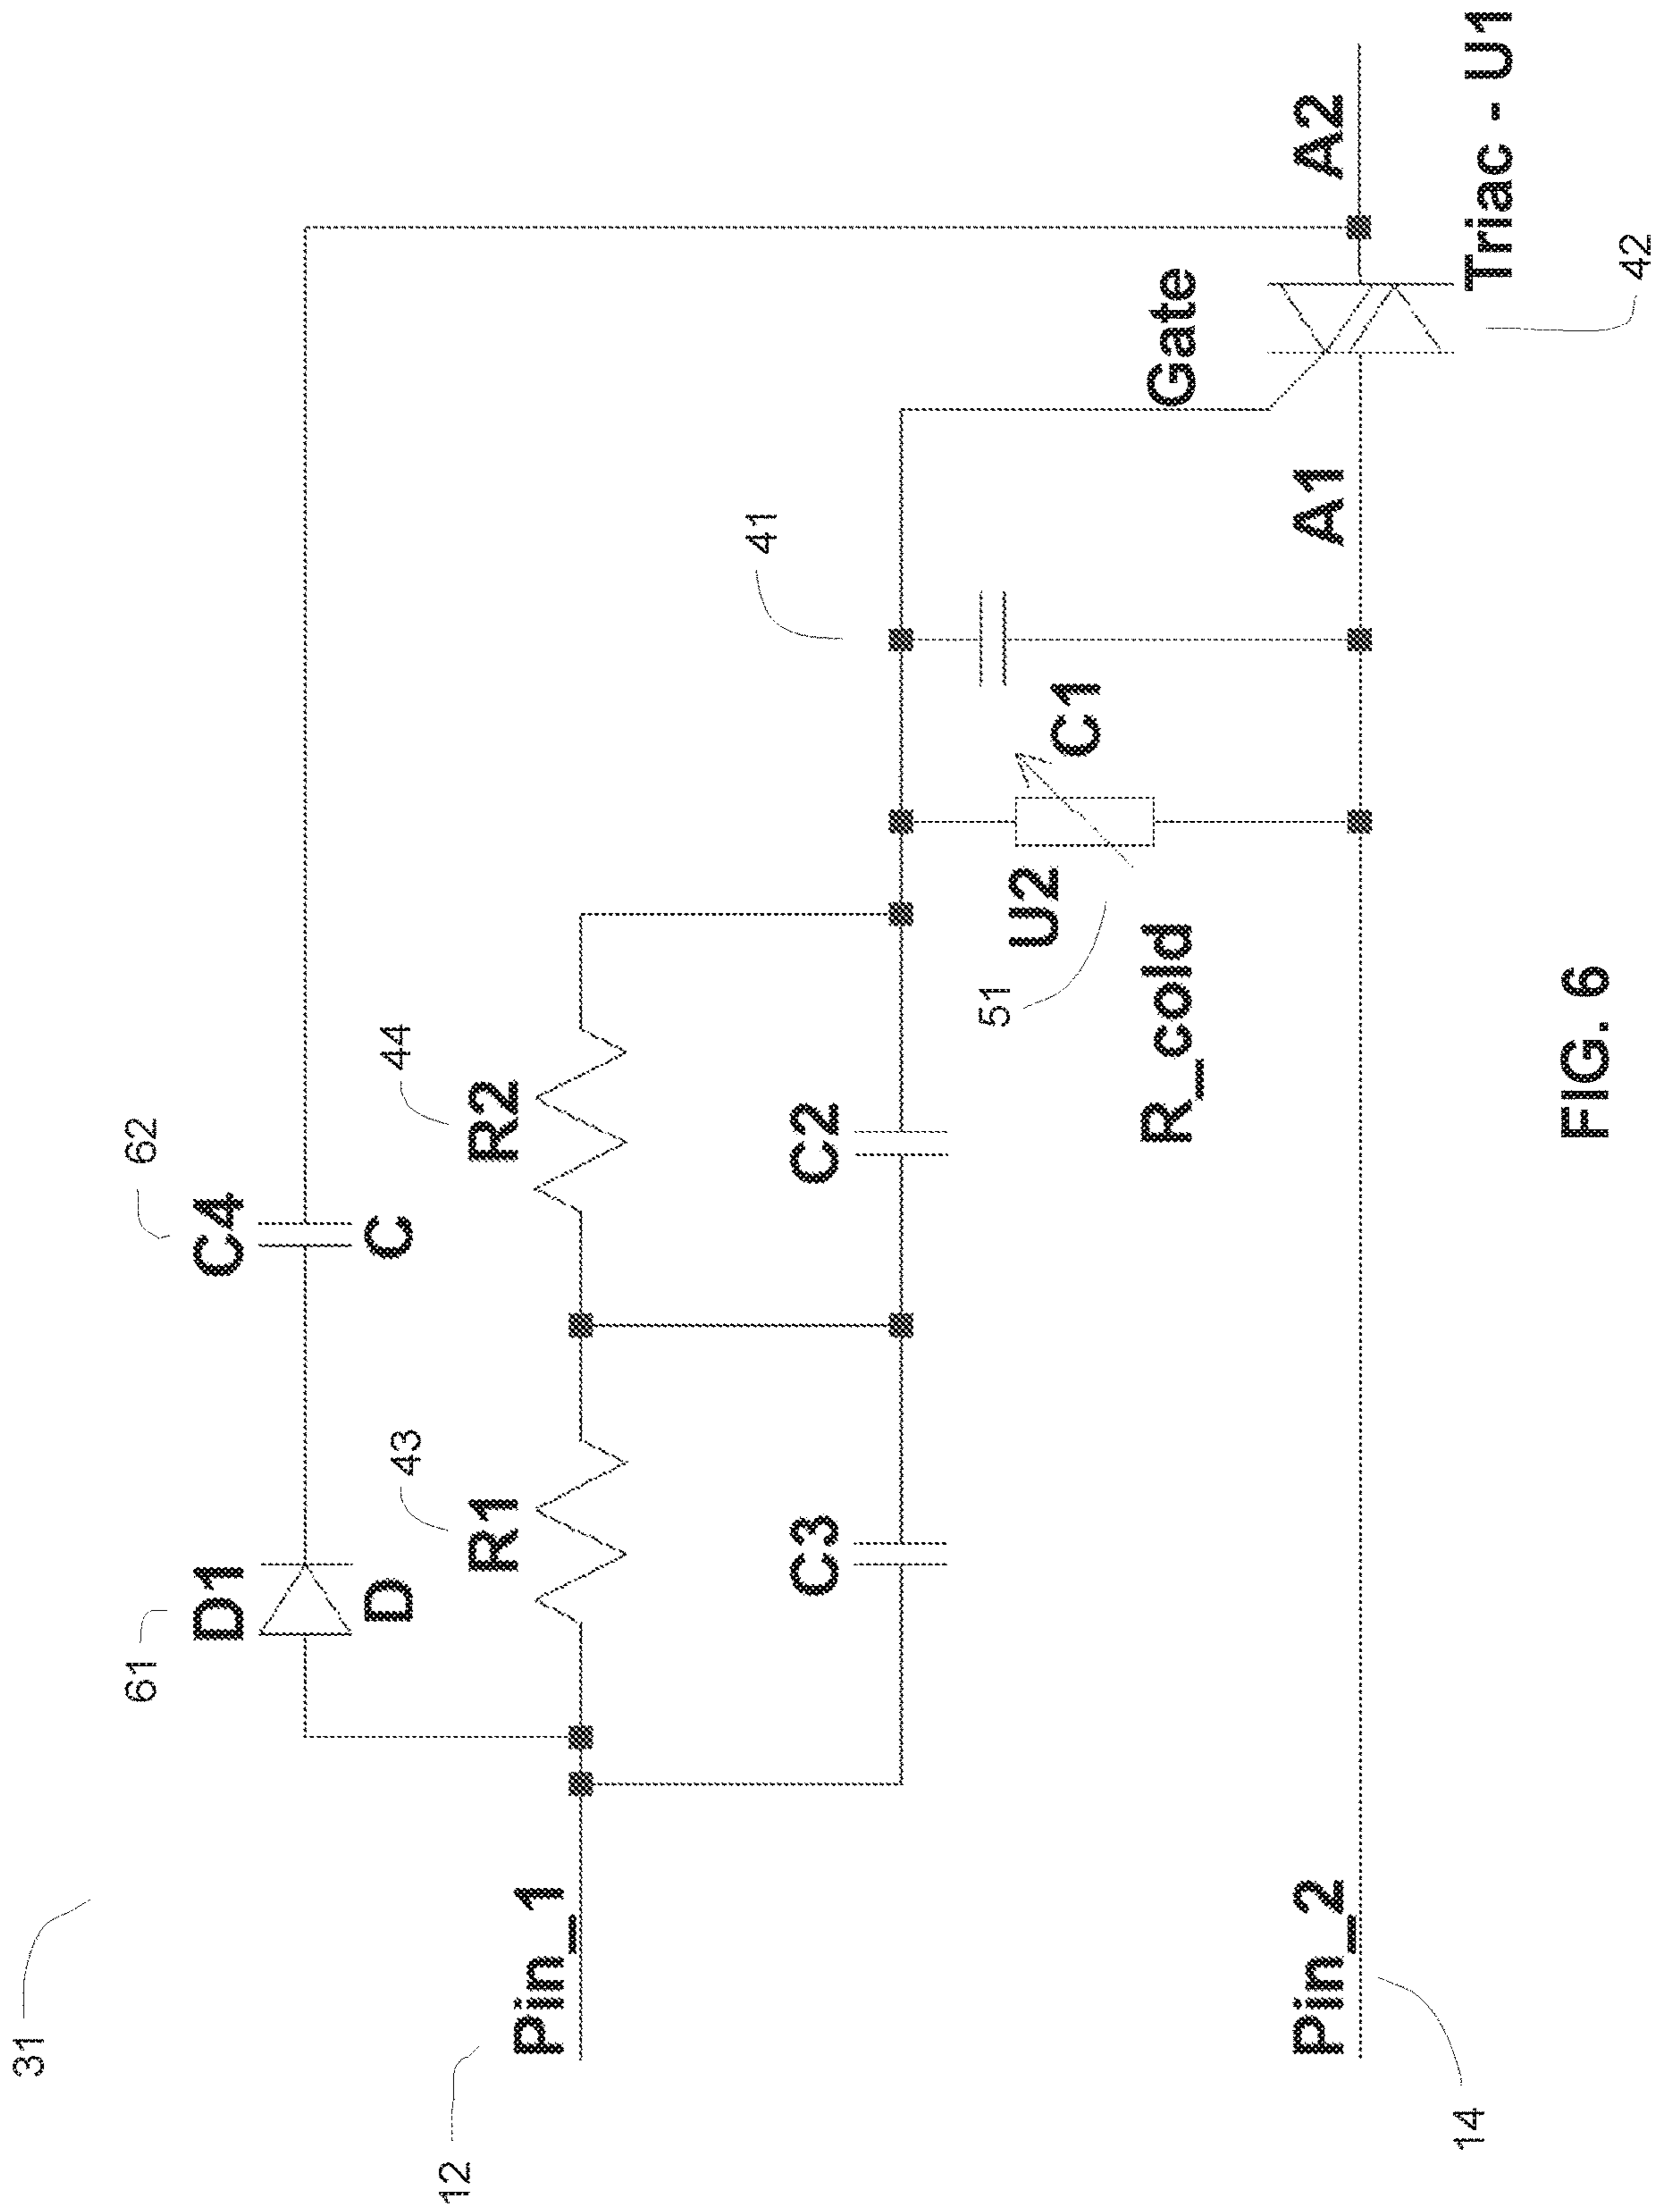 31
61
62
D1
C4
D
C
43
44
R1
R2
12
Pin_1
41
C3
C2
Gate
U2
C1
51
R_cold
14
Pin_2
A1
A2
Triac - U1
42
FIG. 6